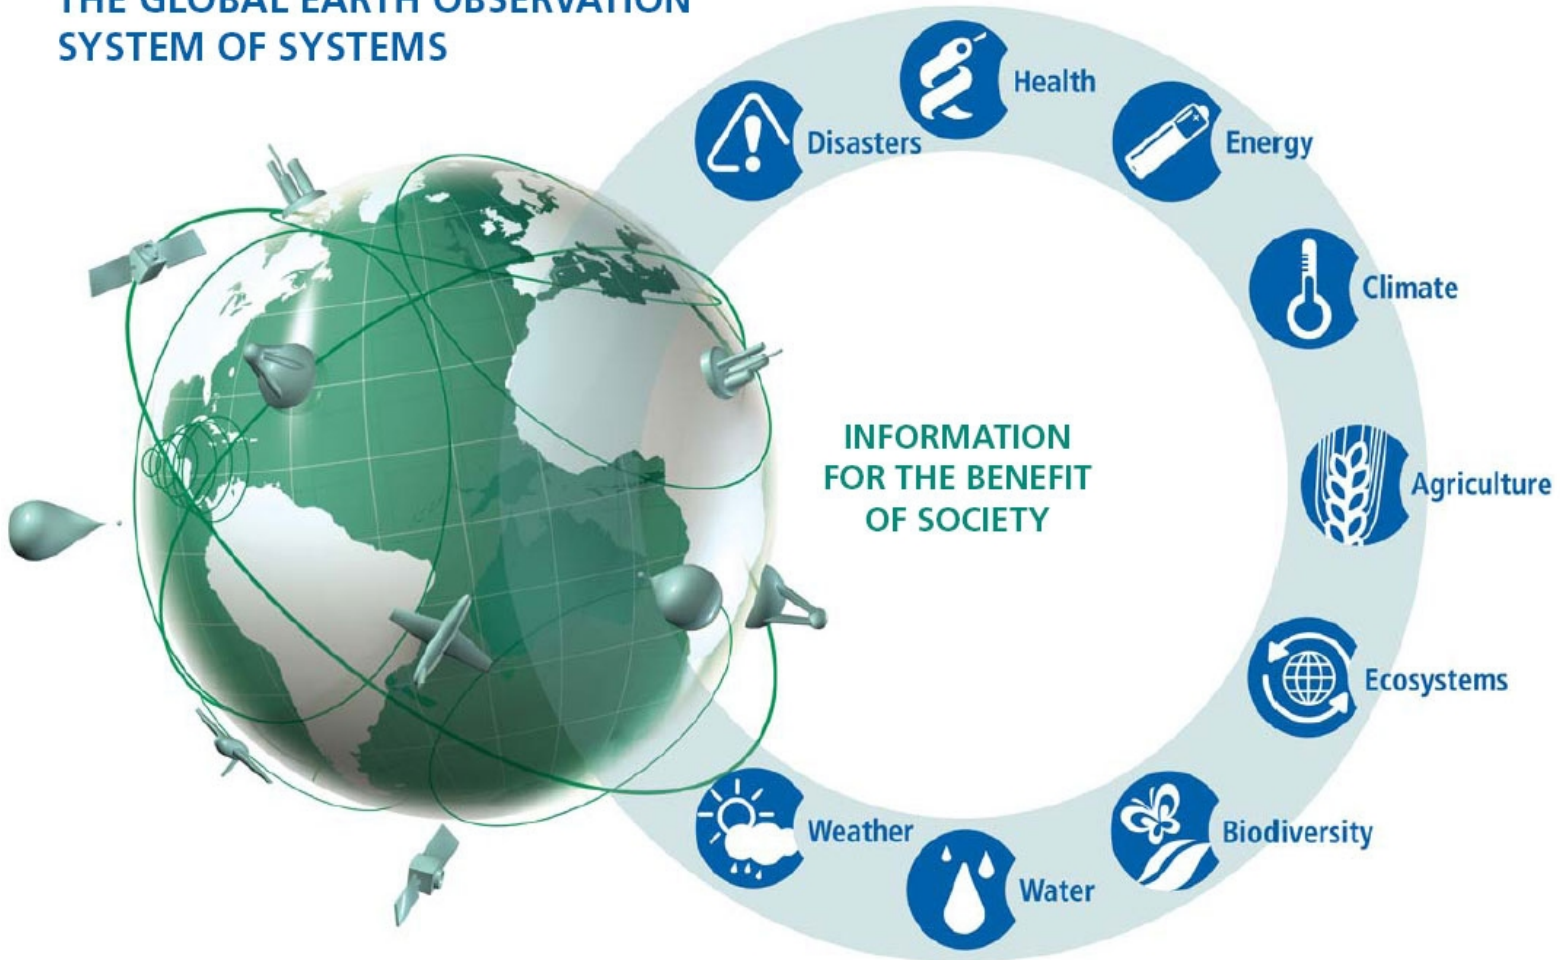 THE GLOBAL EARTH OBSERVATION
SYSTEM OF SYSTEMS
Health
Disasters
Energy
Climate
INFORMATION
FOR THE BENEFIT
OF SOCIETY
Agriculture
Ecosystems
Weather
Biodiversity
Water